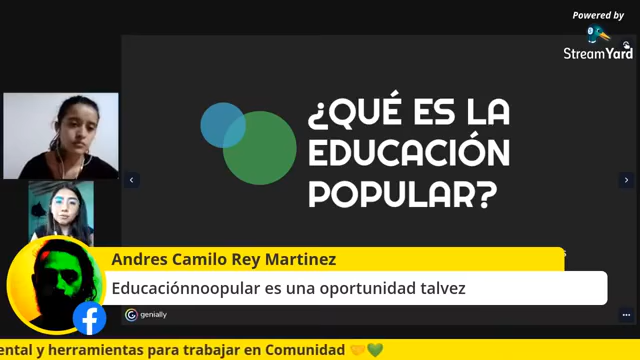 Powered by
StreamYard
¿QUÉ ES LA
EDUCACIÓN
POPULAR?
Andres Camilo Rey Martinez
Educaciónnoopular es una oportunidad talvez
genially
ental y herramientas para trabajar en Comunidad 🤝💚